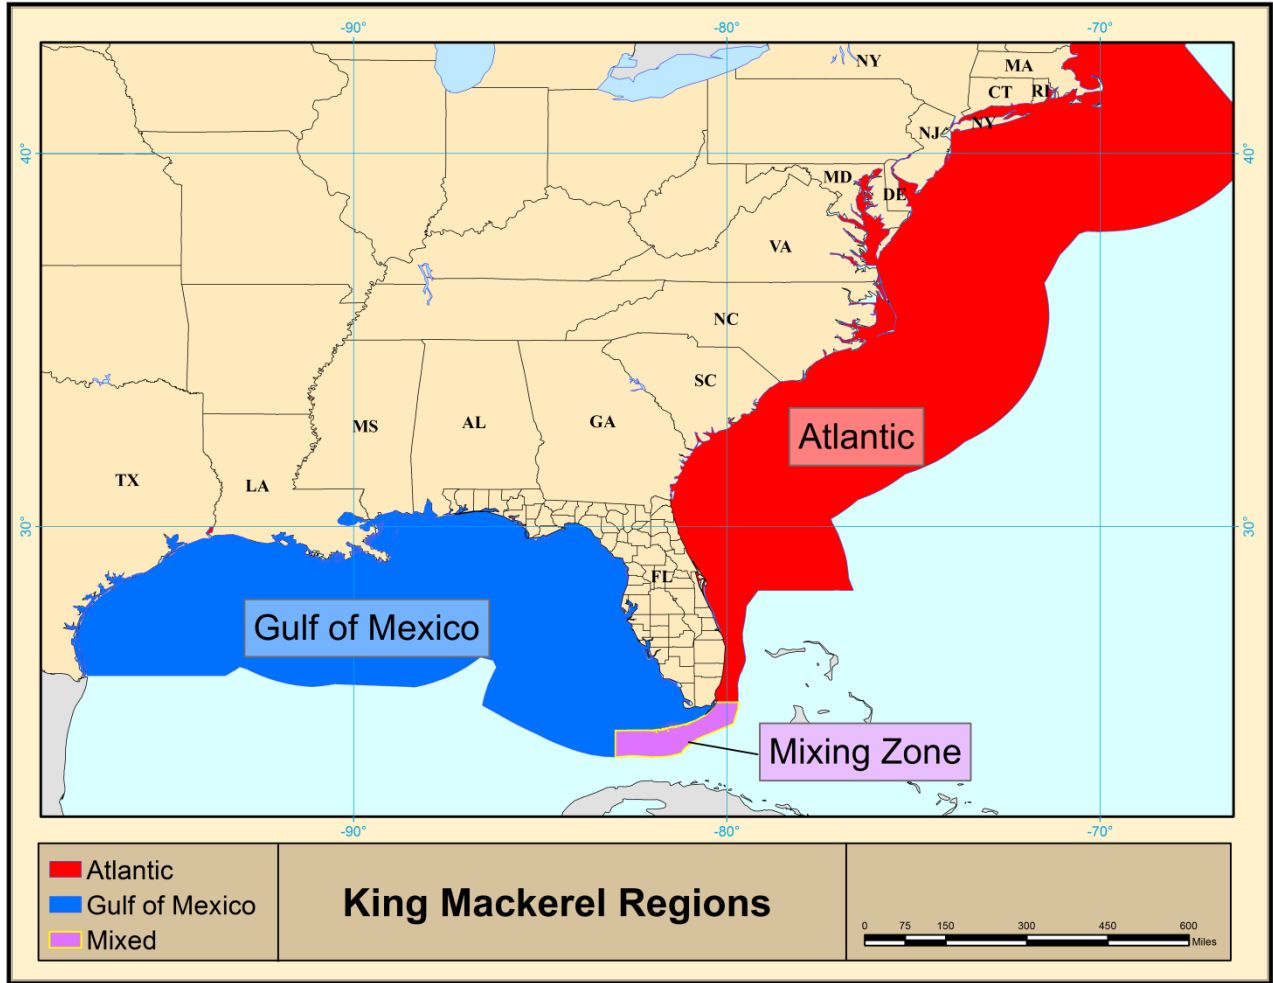 -90°
-80°
-70°
NY
MA
CT
RI
NY
NJ
40°
40°
MD
DE
VA
NC
SC
Atlantic
MS
AL
GA
TX
LA
30°
30°
FL
Gulf of Mexico
Mixing Zone
-90°
-80°
-70°
Atlantic
Gulf of Mexico
Mixed
King Mackerel Regions
0 75 150 300 450 600
Miles